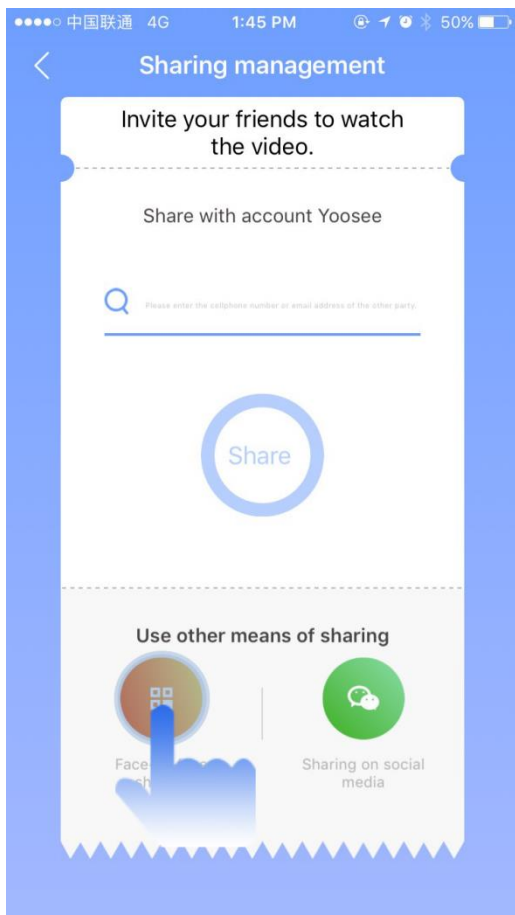 中国联通 4G 1:45 PM 50%
Sharing management
Invite your friends to watch
the video.
Share with account Yoosee
Please enter the cellphone number or email address of the other party.
Share
Use other means of sharing
Sharing on social
media